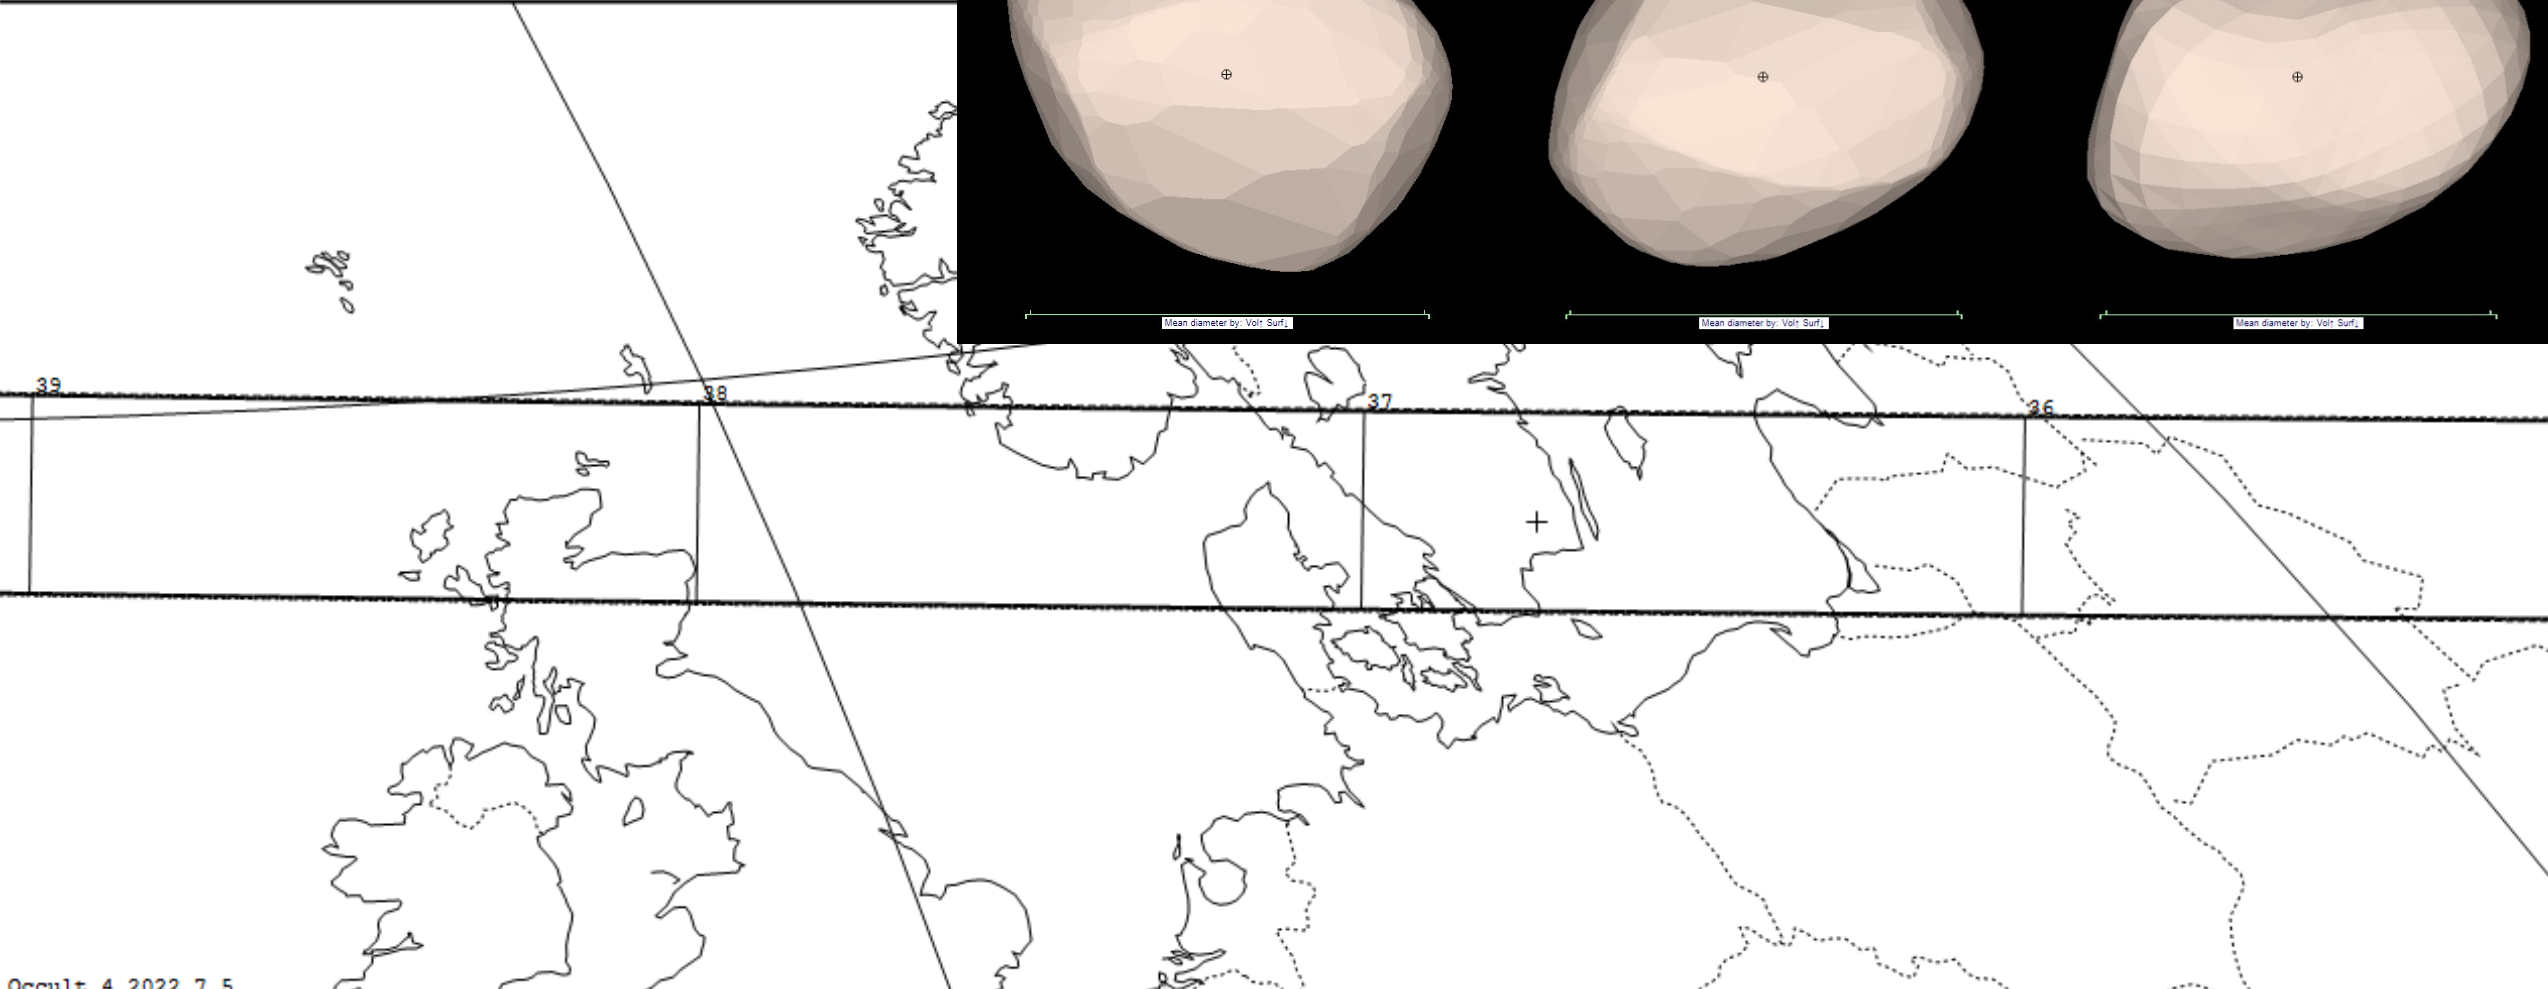 Mean diameter by: Vol↑ Surf↓
Mean diameter by: Vol↑ Surf↓
Mean diameter by: Vol↑ Surf↓
39
38
37
36
Occult 4.2022.7.5